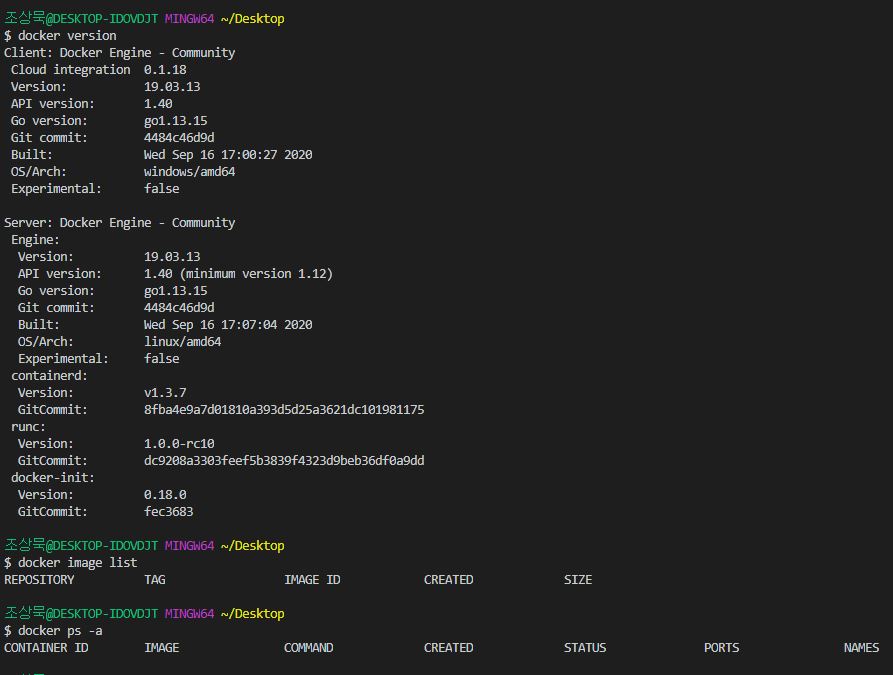 조상묵@DESKTOP-IDOVDJT MINGW64 ~/Desktop
$ docker version
Client: Docker Engine - Community
 Cloud integration  0.1.18
 Version:           19.03.13
 API version:       1.40
 Go version:        go1.13.15
 Git commit:        4484c46d9d
 Built:             Wed Sep 16 17:00:27 2020
 OS/Arch:           windows/amd64
 Experimental:      false

Server: Docker Engine - Community
 Engine:
  Version:          19.03.13
  API version:      1.40 (minimum version 1.12)
  Go version:       go1.13.15
  Git commit:       4484c46d9d
  Built:            Wed Sep 16 17:07:04 2020
  OS/Arch:          linux/amd64
  Experimental:     false
 containerd:
  Version:          v1.3.7
  GitCommit:        8fba4e9a7d01810a393d5d25a3621dc101981175
 runc:
  Version:          1.0.0-rc10
  GitCommit:        dc9208a3303feef5b3839f4323d9beb36df0a9dd
 docker-init:
  Version:          0.18.0
  GitCommit:        fec3683

조상묵@DESKTOP-IDOVDJT MINGW64 ~/Desktop
$ docker image list
REPOSITORY          TAG                 IMAGE ID            CREATED             SIZE

조상묵@DESKTOP-IDOVDJT MINGW64 ~/Desktop
$ docker ps -a
CONTAINER ID        IMAGE               COMMAND             CREATED             STATUS              PORTS               NAMES